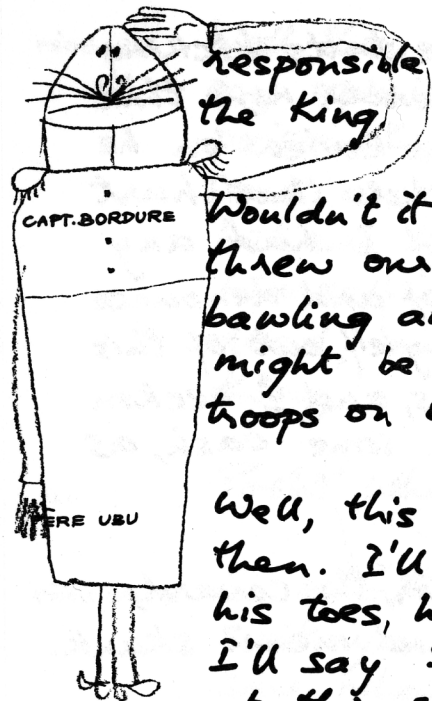 responsible
the King
CAPT.BORDURE
Wouldn't it
threw our
bawling a
might be
troops on
PERE UBU
Well, this
then. I'll
his toes, h
I'll say